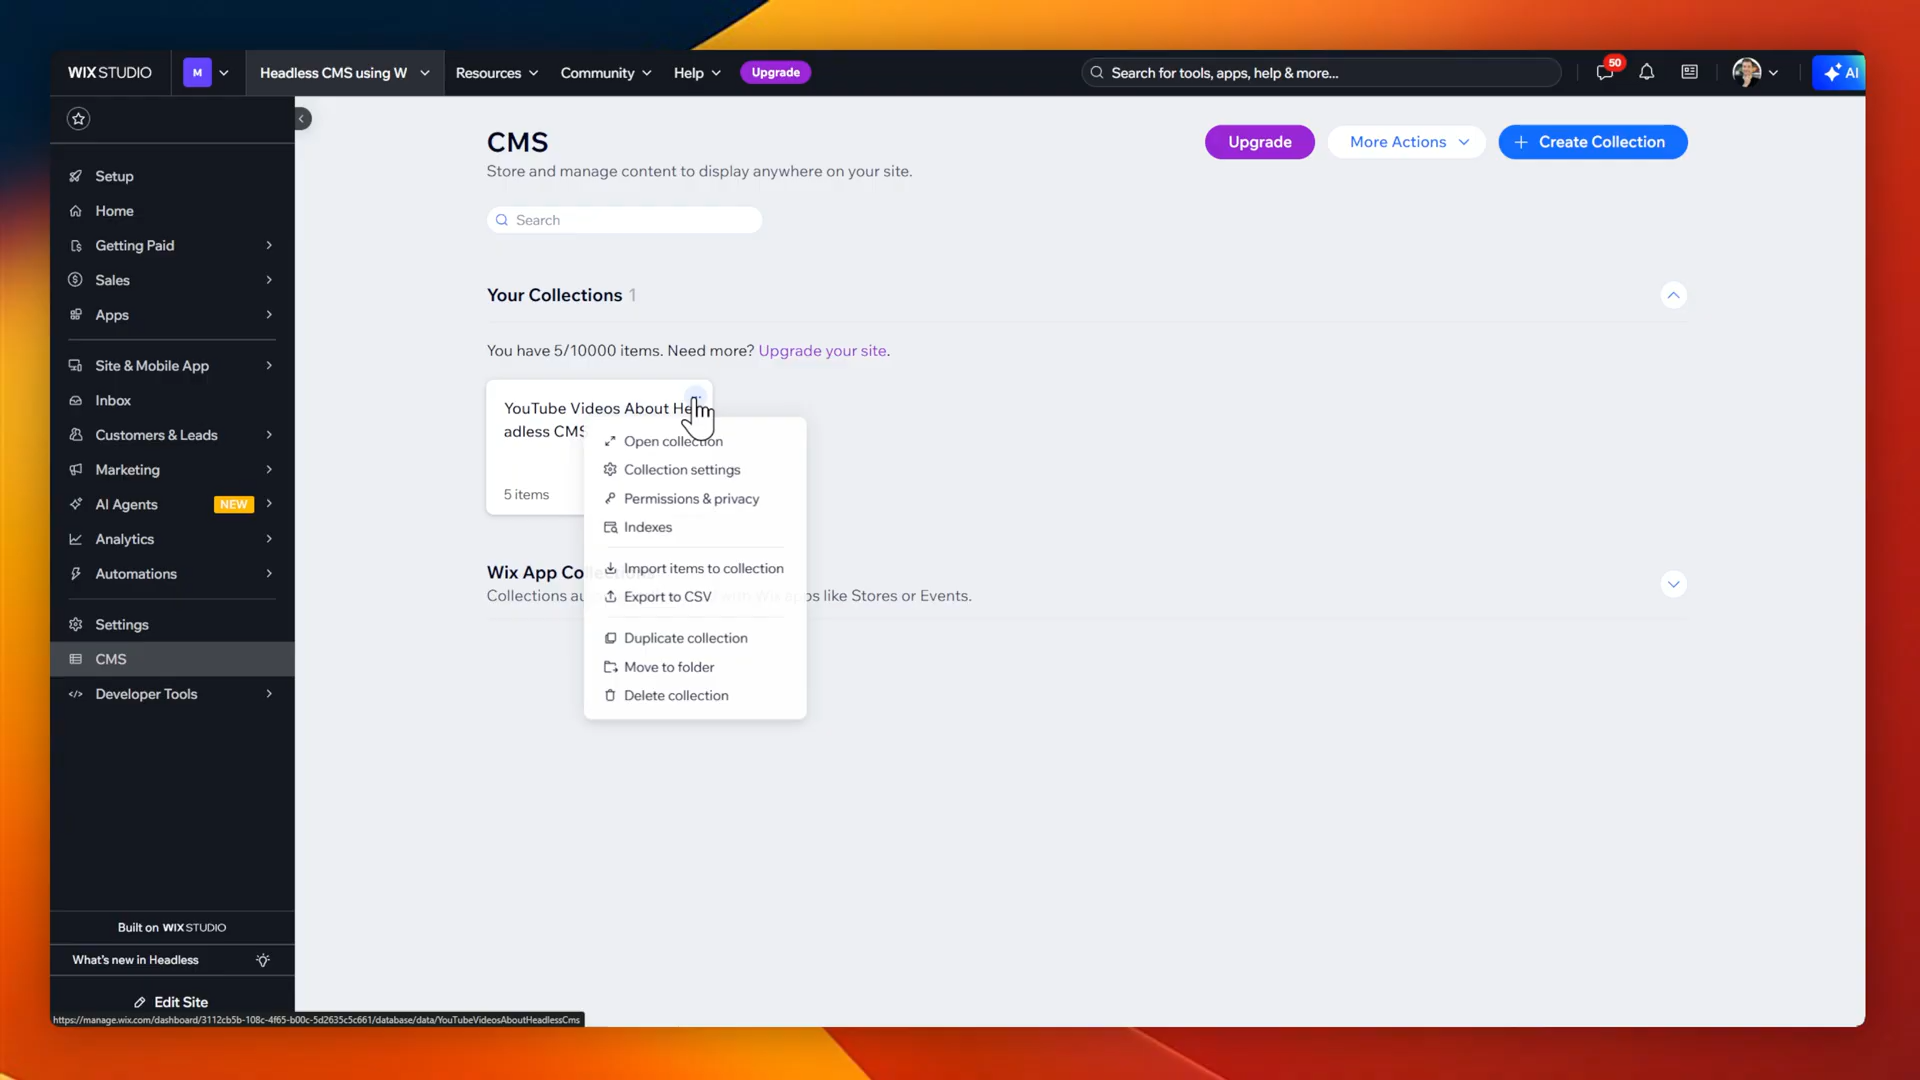 WIX STUDIO
M
Headless CMS using W
Resources
Community
Help
Upgrade
Search for tools, apps, help & more...
50
AI
Setup
Home
Getting Paid
Sales
Apps
Site & Mobile App
Inbox
Customers & Leads
Marketing
AI Agents NEW
Analytics
Automations
Settings
CMS
Developer Tools
Built on WIX STUDIO
What's new in Headless
Edit Site
https://manage.wix.com/dashboard/3112cb5b-108c-4f65-b00c-5d2635c5c661/database/data/YouTubeVideosAboutHeadlessCms
CMS
Store and manage content to display anywhere on your site.
Upgrade
More Actions
+ Create Collection
Search
Your Collections 1
You have 5/10000 items. Need more? Upgrade your site.
YouTube Videos About He
adless CMS
5 items
Open collection
Collection settings
Permissions & privacy
Indexes
Import items to collection
Export to CSV
Duplicate collection
Move to folder
Delete collection
Wix App Collections
Collections au
ps like Stores or Events.